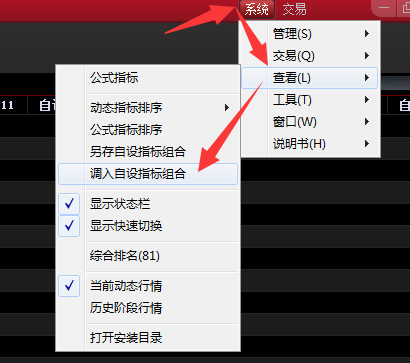 系统 交易
管理(S)
交易(Q)
查看(L)
工具(T)
窗口(W)
说明书(H)
11
公式指标
动态指标排序
公式指标排序
另存自设指标组合
调入自设指标组合
显示状态栏
显示快速切换
综合排名(81)
当前动态行情
历史阶段行情
打开安装目录